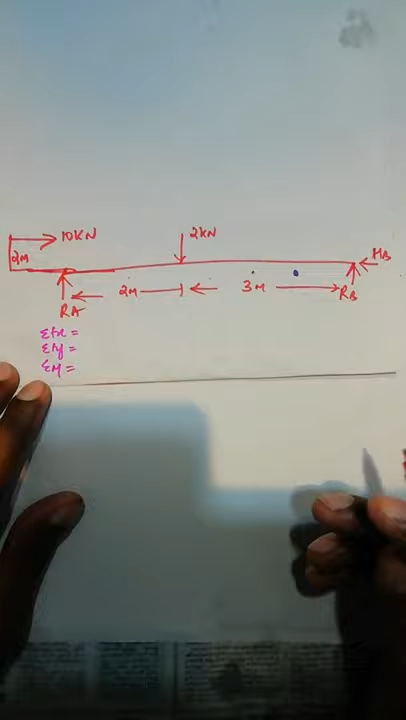 10KN
2KN
2M
HB
2M
3M
RA
RB
Σfx =
Σfy =
ΣM =